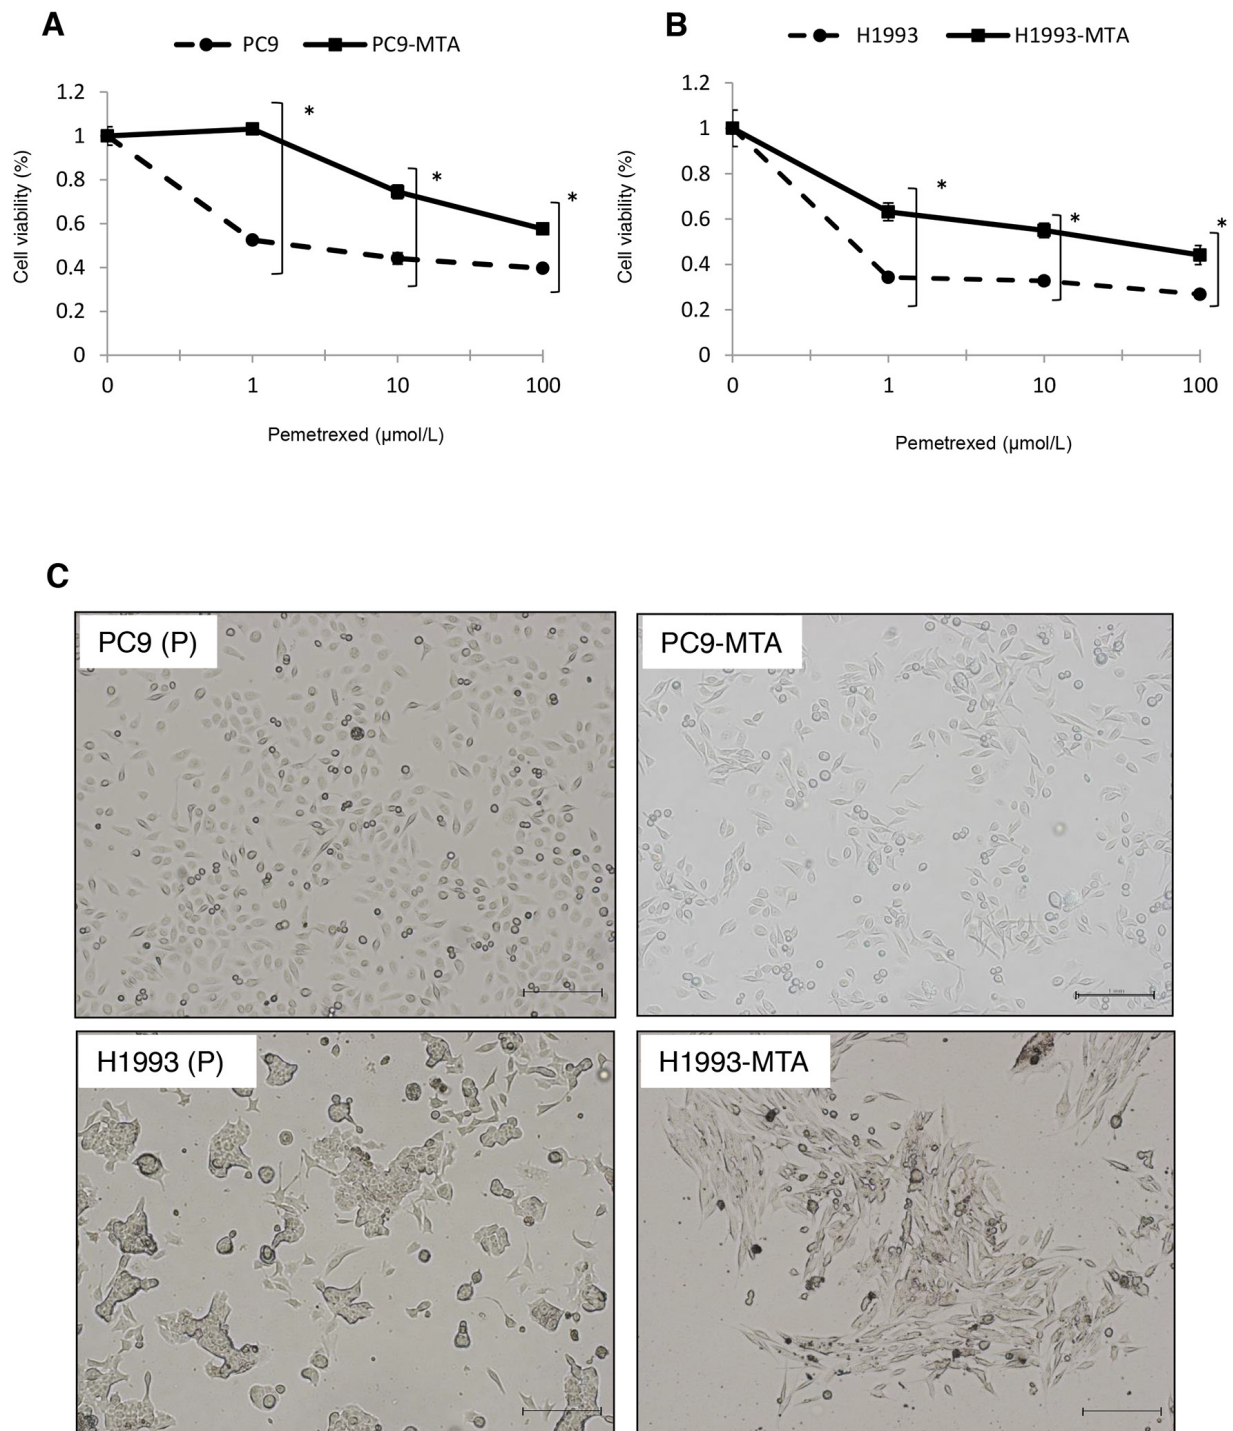 A
PC9 PC9-MTA
1.2
1
0.8
0.6
0.4
0.2
0
Cell viability (%)
*
*
*
0 1 10 100
Pemetrexed (µmol/L)
B
H1993 H1993-MTA
1.2
1
0.8
0.6
0.4
0.2
0
Cell viability (%)
*
*
*
0 1 10 100
Pemetrexed (µmol/L)
C
PC9 (P)
PC9-MTA
1 mm
H1993 (P)
H1993-MTA